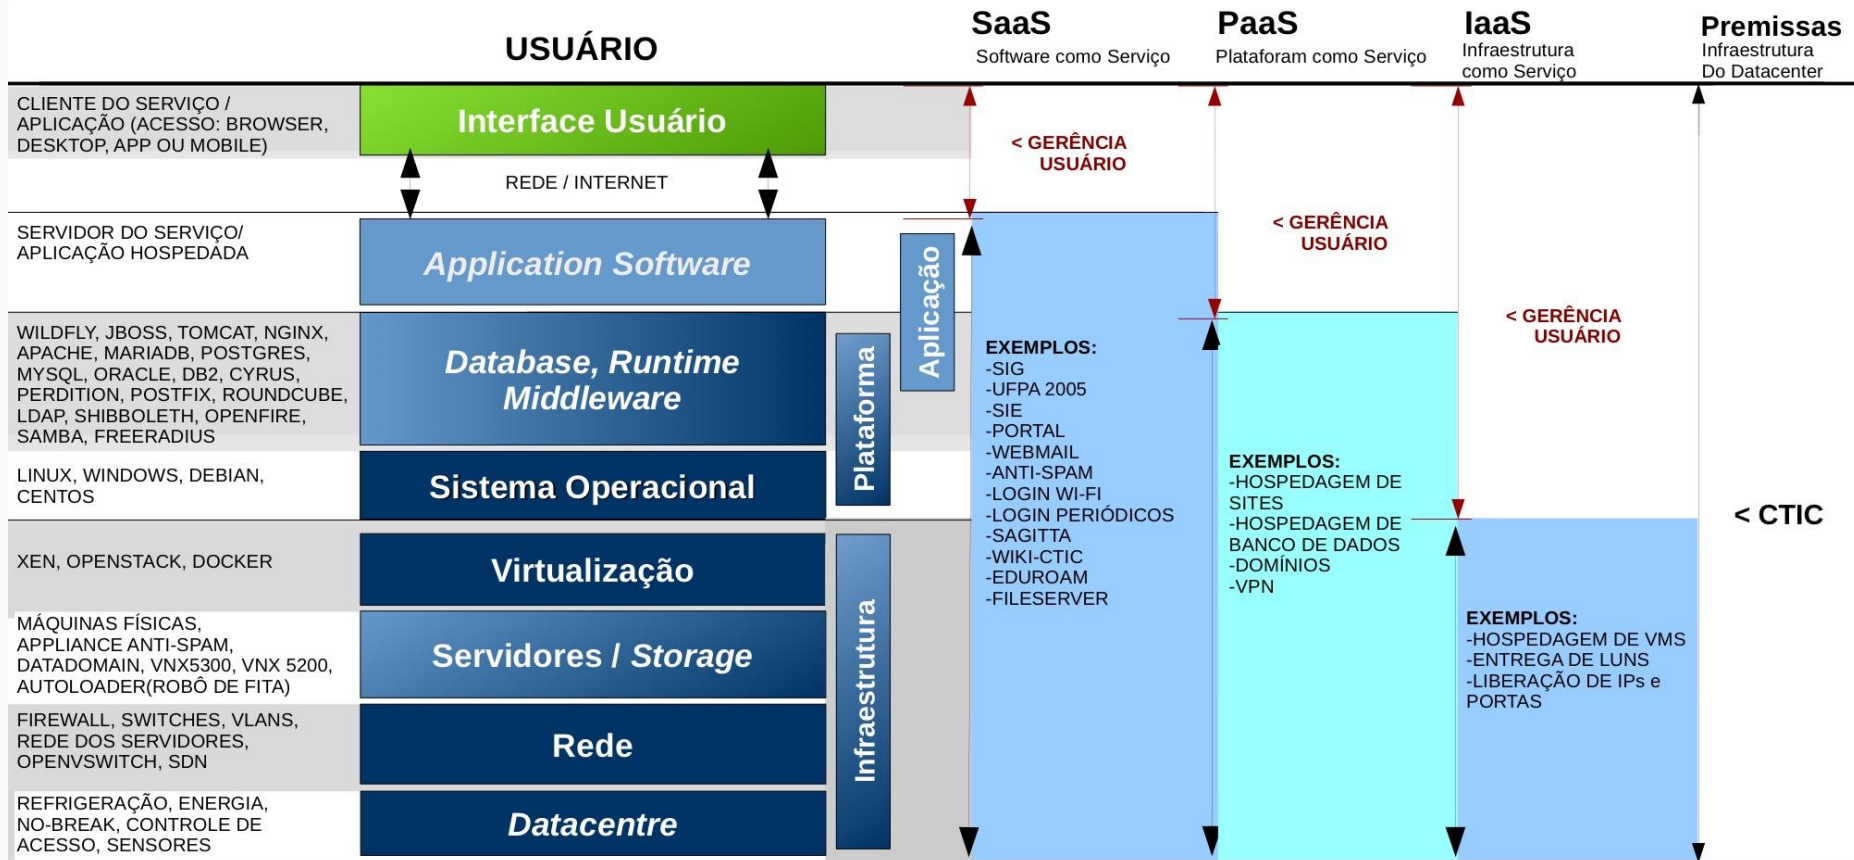 USUÁRIO
SaaS
Software como Serviço
PaaS
Plataforam como Serviço
IaaS
Infraestrutura
como Serviço
Premissas
Infraestrutura
Do Datacenter
CLIENTE DO SERVIÇO /
APLICAÇÃO (ACESSO: BROWSER,
DESKTOP, APP OU MOBILE)
Interface Usuário
REDE / INTERNET
SERVIDOR DO SERVIÇO/
APLICAÇÃO HOSPEDADA
Application Software
WILDFLY, JBOSS, TOMCAT, NGINX,
APACHE, MARIADB, POSTGRES,
MYSQL, ORACLE, DB2, CYRUS,
PERDITION, POSTFIX, ROUNDCUBE,
LDAP, SHIBBOLETH, OPENFIRE,
SAMBA, FREERADIUS
Database, Runtime
Middleware
LINUX, WINDOWS, DEBIAN,
CENTOS
Sistema Operacional
XEN, OPENSTACK, DOCKER
Virtualização
MÁQUINAS FÍSICAS,
APPLIANCE ANTI-SPAM,
DATADOMAIN, VNX5300, VNX 5200,
AUTOLOADER(ROBÔ DE FITA)
Servidores / Storage
FIREWALL, SWITCHES, VLANS,
REDE DOS SERVIDORES,
OPENVSWITCH, SDN
Rede
REFRIGERAÇÃO, ENERGIA,
NO-BREAK, CONTROLE DE
ACESSO, SENSORES
Datacentre
Aplicação
Plataforma
Infraestrutura
< GERÊNCIA
USUÁRIO
EXEMPLOS:
-SIG
-UFPA 2005
-SIE
-PORTAL
-WEBMAIL
-ANTI-SPAM
-LOGIN WI-FI
-LOGIN PERIÓDICOS
-SAGITTA
-WIKI-CTIC
-EDUROAM
-FILESERVER
< GERÊNCIA
USUÁRIO
EXEMPLOS:
-HOSPEDAGEM DE
SITES
-HOSPEDAGEM DE
BANCO DE DADOS
-DOMÍNIOS
-VPN
< GERÊNCIA
USUÁRIO
EXEMPLOS:
-HOSPEDAGEM DE VMS
-ENTREGA DE LUNS
-LIBERAÇÃO DE IPs e
PORTAS
< CTIC